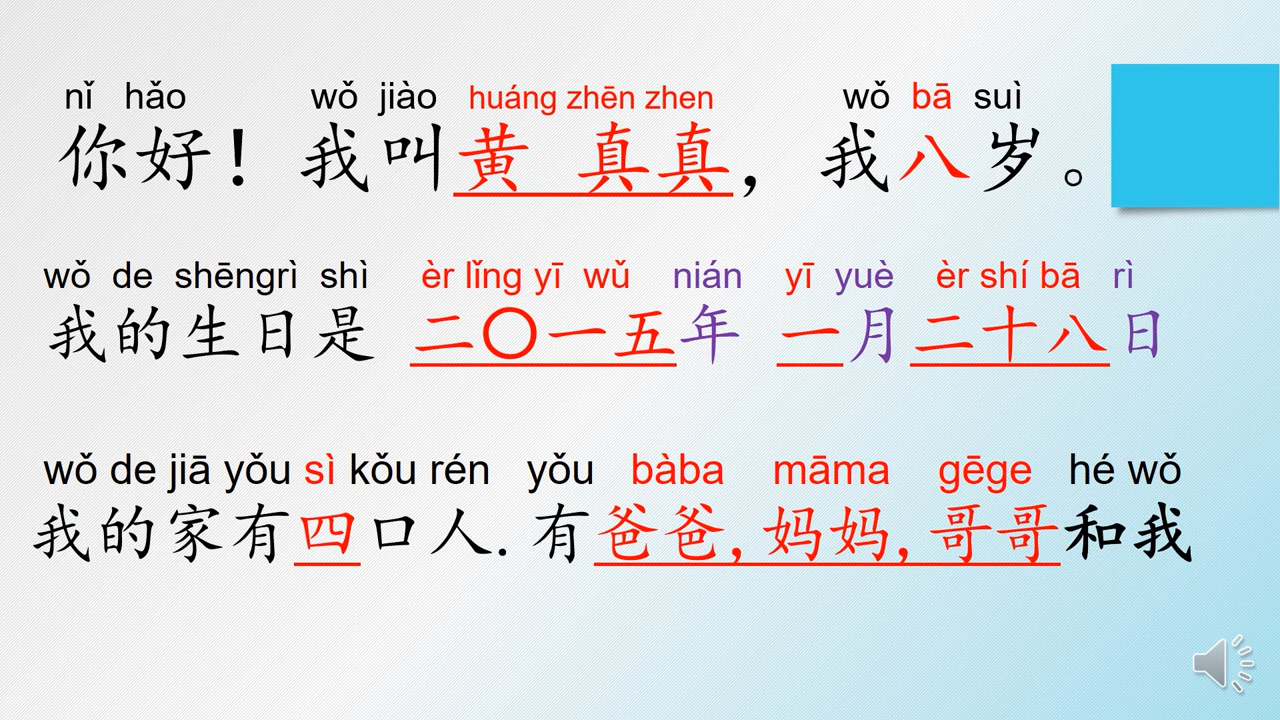 nǐ hǎo wǒ jiào huáng zhēn zhen wǒ bā suì
你好！我叫黄 真真，我八岁。
wǒ de shēngrì shì èr lǐng yī wǔ nián yī yuè èr shí bā rì
我的生日是 二〇一五年 一月二十八日
wǒ de jiā yǒu sì kǒu rén yǒu bàba māma gēge hé wǒ
我的家有四口人. 有爸爸, 妈妈, 哥哥和我